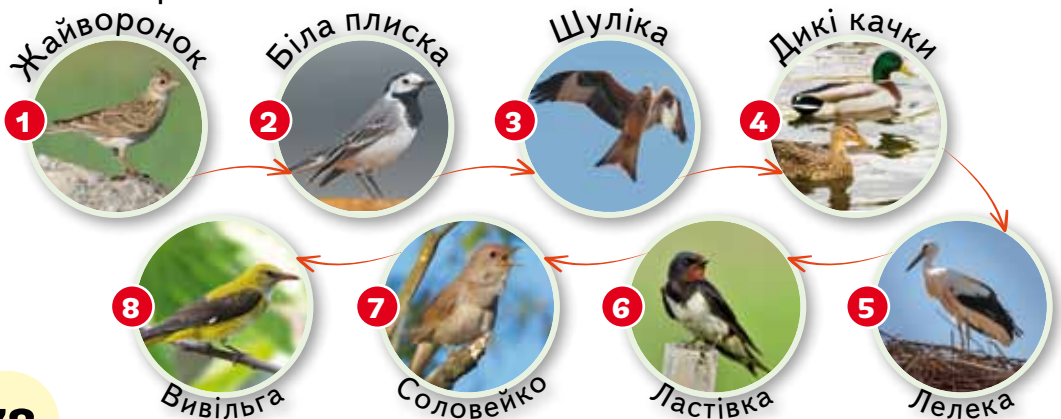 Жайворонок
1
Біла плиска
2
Шуліка
3
Дикі качки
4
Лелека
5
Ластівка
6
Соловейко
7
Вивільга
8